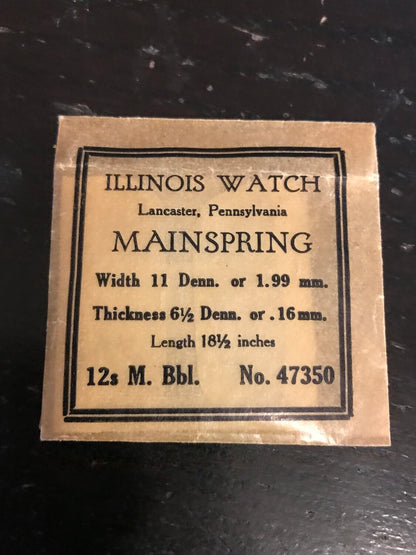 ILLINOIS WATCH
Lancaster, Pennsylvania
MAINSPRING
Width 11 Denn. or 1.99 mm.
Thickness 6½ Denn. or .16 mm.
Length 18½ inches
12s M. Bbl. No. 47350